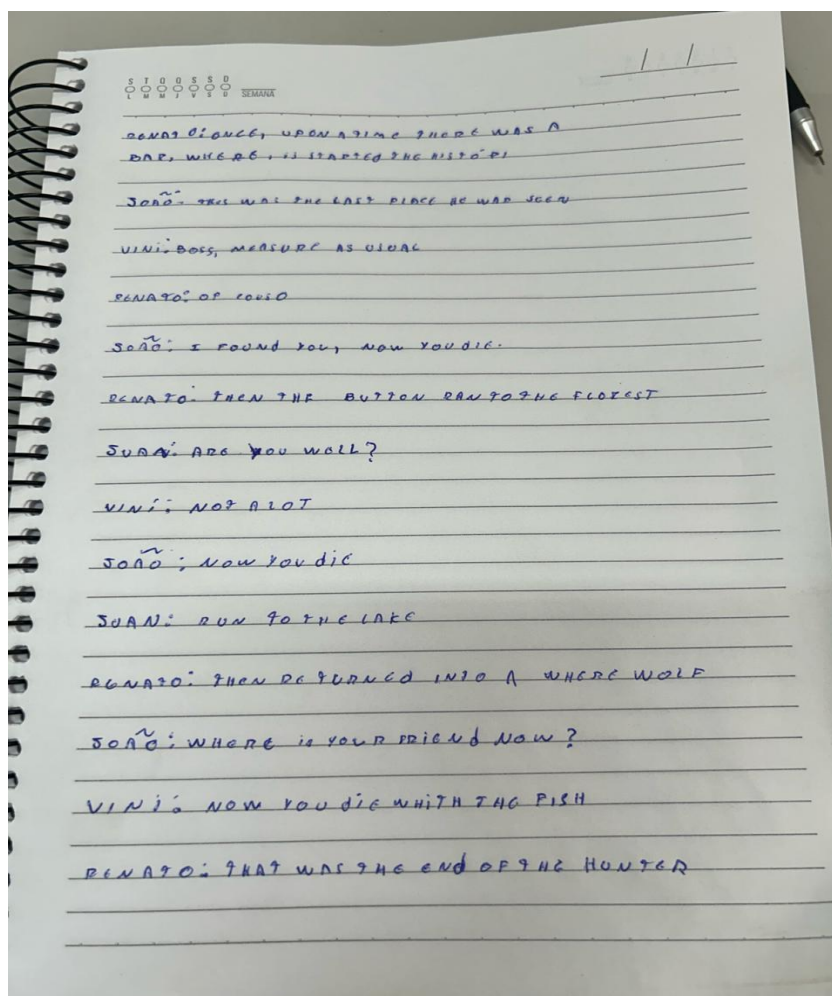 S T Q Q S S D
L M M J V S D SEMANA
/ /
RENATO: ONCE, UPON A TIME THERE WAS A
BAR, WHERE, IS STARTED THE HISTÓRI
JOÃO: THIS WAS THE LAST PLACE HE WAS SEEN
VINI: BOSS, MEASURE AS USUAL
RENATO: OF COUSO
JOÃO: I FOUND YOU, NOW YOU DIE.
RENATO: THEN THE BUTTON RAN TO THE FLOREST
JUAN: ARE YOU WELL?
VINI: NOT A LOT
JOÃO: NOW YOU DIE
JUAN: RUN TO THE LAKE
RENATO: THEN RETURNED INTO A WHERE WOLF
JOÃO: WHERE IS YOUR FRIEND NOW?
VINI: NOW YOU DIE WHITH THE FISH
RENATO: THAT WAS THE END OF THE HUNTER